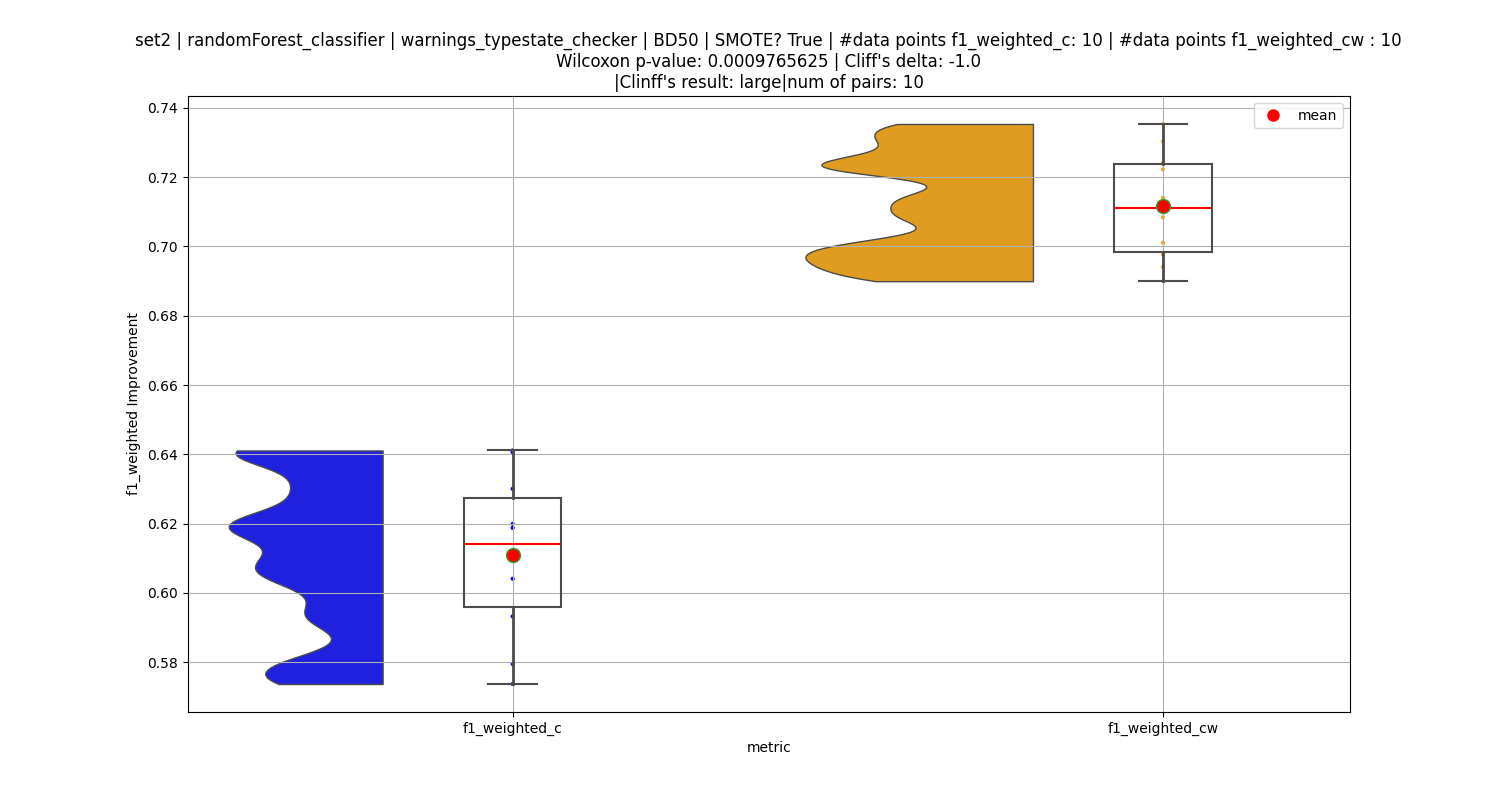 set2 | randomForest_classifier | warnings_typestate_checker | BD50 | SMOTE? True | #data points f1_weighted_c: 10 | #data points f1_weighted_cw : 10
Wilcoxon p-value: 0.0009765625 | Cliff's delta: -1.0
|Clinff's result: large|num of pairs: 10
mean
f1_weighted Improvement
0.74
0.72
0.70
0.68
0.66
0.64
0.62
0.60
0.58
f1_weighted_c
f1_weighted_cw
metric